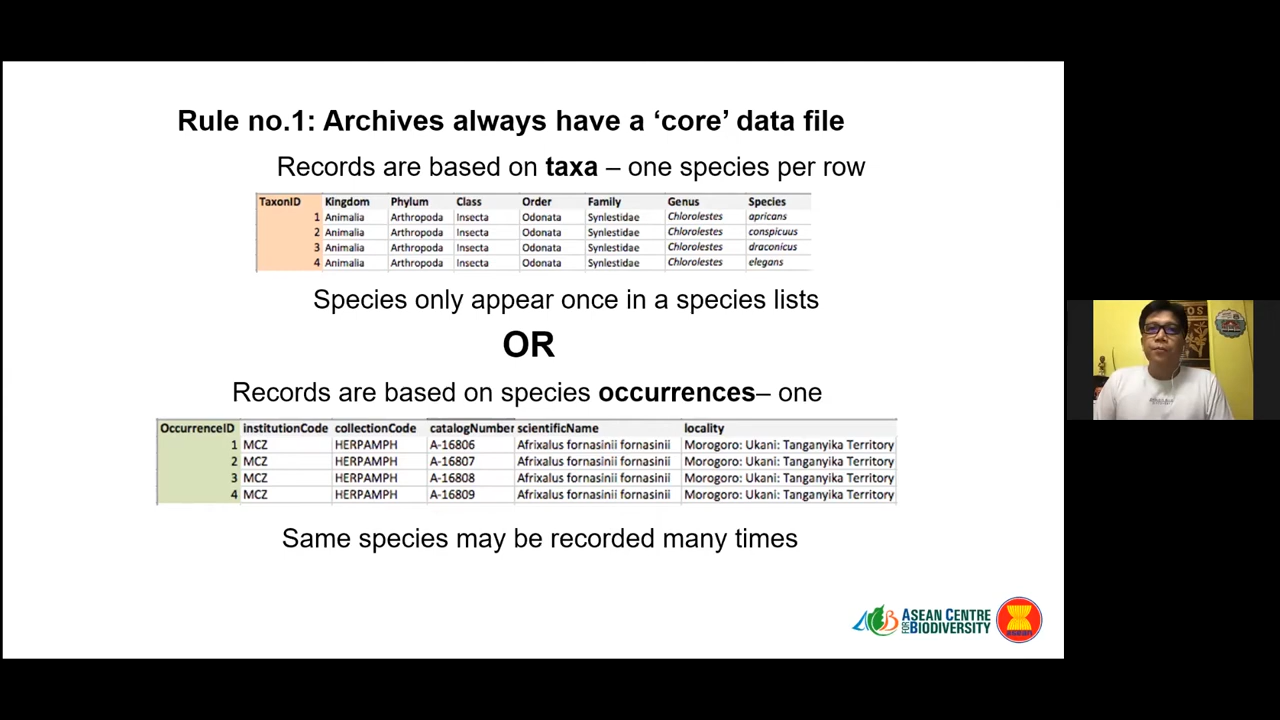 Rule no.1: Archives always have a ‘core’ data file
Records are based on taxa – one species per row
TaxonID Kingdom Phylum Class Order Family Genus Species
1 Animalia Arthropoda Insecta Odonata Synlestidae Chlorolestes apricans
2 Animalia Arthropoda Insecta Odonata Synlestidae Chlorolestes conspicuus
3 Animalia Arthropoda Insecta Odonata Synlestidae Chlorolestes draconicus
4 Animalia Arthropoda Insecta Odonata Synlestidae Chlorolestes elegans
Species only appear once in a species lists
OR
Records are based on species occurrences– one
OccurrenceID institutionCode collectionCode catalogNumber scientificName locality
1 MCZ HERPAMPH A-16806 Afrixalus fornasinii fornasinii Morogoro: Ukani: Tanganyika Territory
2 MCZ HERPAMPH A-16807 Afrixalus fornasinii fornasinii Morogoro: Ukani: Tanganyika Territory
3 MCZ HERPAMPH A-16808 Afrixalus fornasinii fornasinii Morogoro: Ukani: Tanganyika Territory
4 MCZ HERPAMPH A-16809 Afrixalus fornasinii fornasinii Morogoro: Ukani: Tanganyika Territory
Same species may be recorded many times
ASEAN CENTRE
FOR BIODIVERSITY
asean